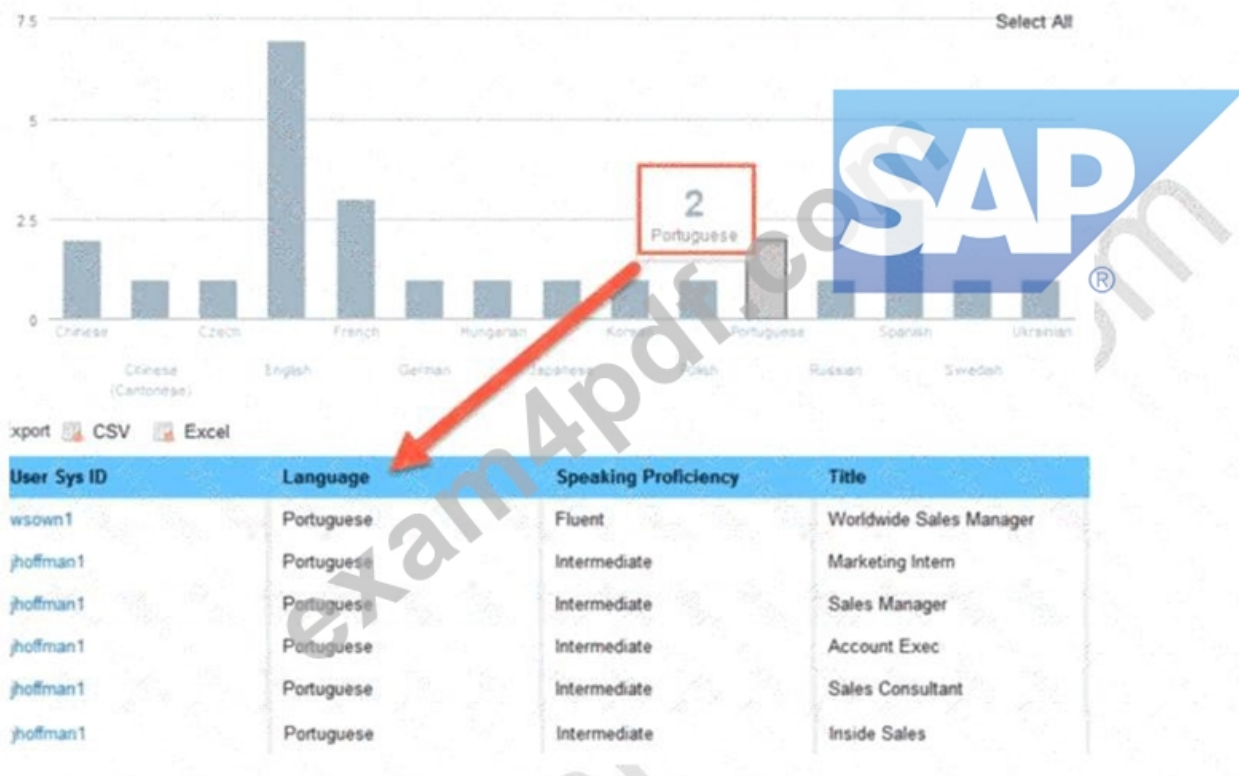 7.5
Select All
5
SAP
®
2
Portuguese
2.5
0
Chinese Czech French Hungarian Portuguese Spanish Ukrainian
Chinese English German Japanese Polish Russian Swedish
(Cantonese)
xport CSV Excel
User Sys ID Language Speaking Proficiency Title
wsown1 Portuguese Fluent Worldwide Sales Manager
jhoffman1 Portuguese Intermediate Marketing Intern
jhoffman1 Portuguese Intermediate Sales Manager
jhoffman1 Portuguese Intermediate Account Exec
jhoffman1 Portuguese Intermediate Sales Consultant
jhoffman1 Portuguese Intermediate Inside Sales
exam4pdf.com